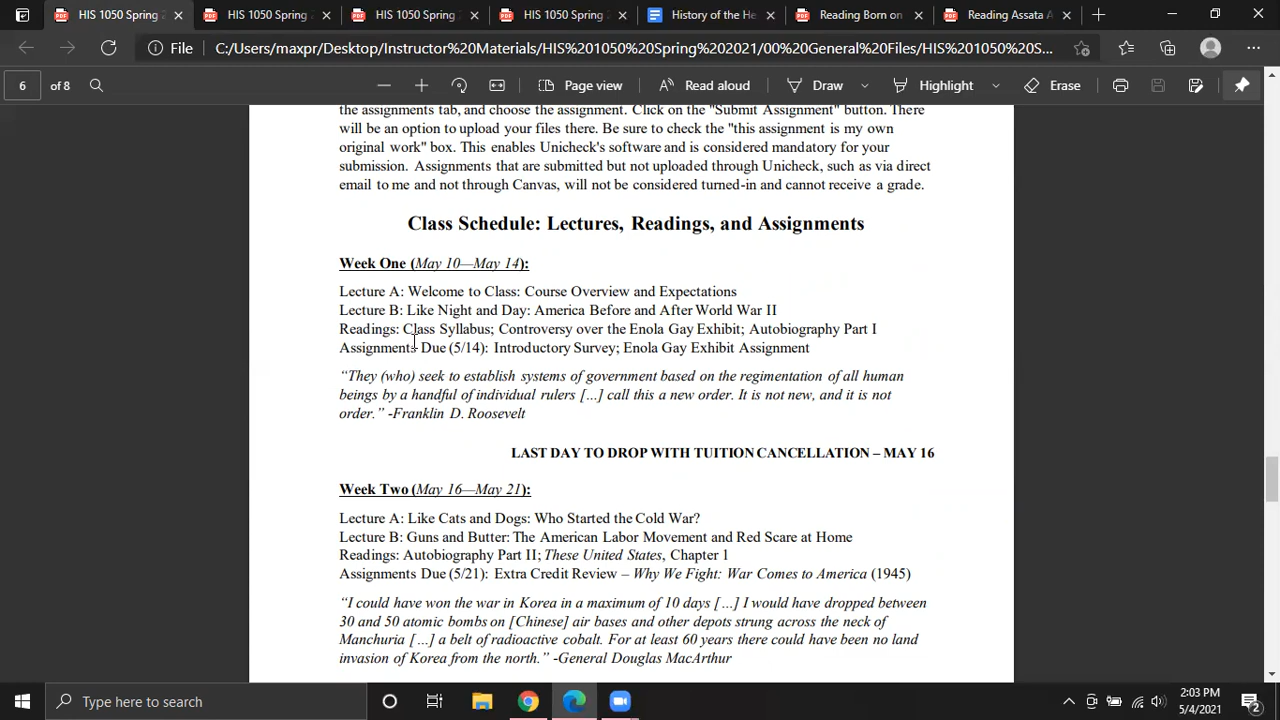 HIS 1050 Spring
HIS 1050 Spring
HIS 1050 Spring
HIS 1050 Spring
History of the He
Reading Born on
Reading Assata A
File
C:/Users/maxpr/Desktop/Instructor%20Materials/HIS%201050%20Spring%202021/00%20General%20Files/HIS%201050%20S...
6 of 8
Page view
Read aloud
Draw
Highlight
Erase
the assignments tab, and choose the assignment. Click on the "Submit Assignment" button. There
will be an option to upload your files there. Be sure to check the "this assignment is my own
original work" box. This enables Unicheck's software and is considered mandatory for your
submission. Assignments that are submitted but not uploaded through Unicheck, such as via direct
email to me and not through Canvas, will not be considered turned-in and cannot receive a grade.
Class Schedule: Lectures, Readings, and Assignments
Week One (May 10—May 14):
Lecture A: Welcome to Class: Course Overview and Expectations
Lecture B: Like Night and Day: America Before and After World War II
Readings: Class Syllabus; Controversy over the Enola Gay Exhibit; Autobiography Part I
Assignments Due (5/14): Introductory Survey; Enola Gay Exhibit Assignment
“They (who) seek to establish systems of government based on the regimentation of all human
beings by a handful of individual rulers […] call this a new order. It is not new, and it is not
order.” -Franklin D. Roosevelt
LAST DAY TO DROP WITH TUITION CANCELLATION – MAY 16
Week Two (May 16—May 21):
Lecture A: Like Cats and Dogs: Who Started the Cold War?
Lecture B: Guns and Butter: The American Labor Movement and Red Scare at Home
Readings: Autobiography Part II; These United States, Chapter 1
Assignments Due (5/21): Extra Credit Review – Why We Fight: War Comes to America (1945)
“I could have won the war in Korea in a maximum of 10 days […] I would have dropped between
30 and 50 atomic bombs on [Chinese] air bases and other depots strung across the neck of
Manchuria […] a belt of radioactive cobalt. For at least 60 years there could have been no land
invasion of Korea from the north.” -General Douglas MacArthur
Type here to search
2:03 PM
5/4/2021
2